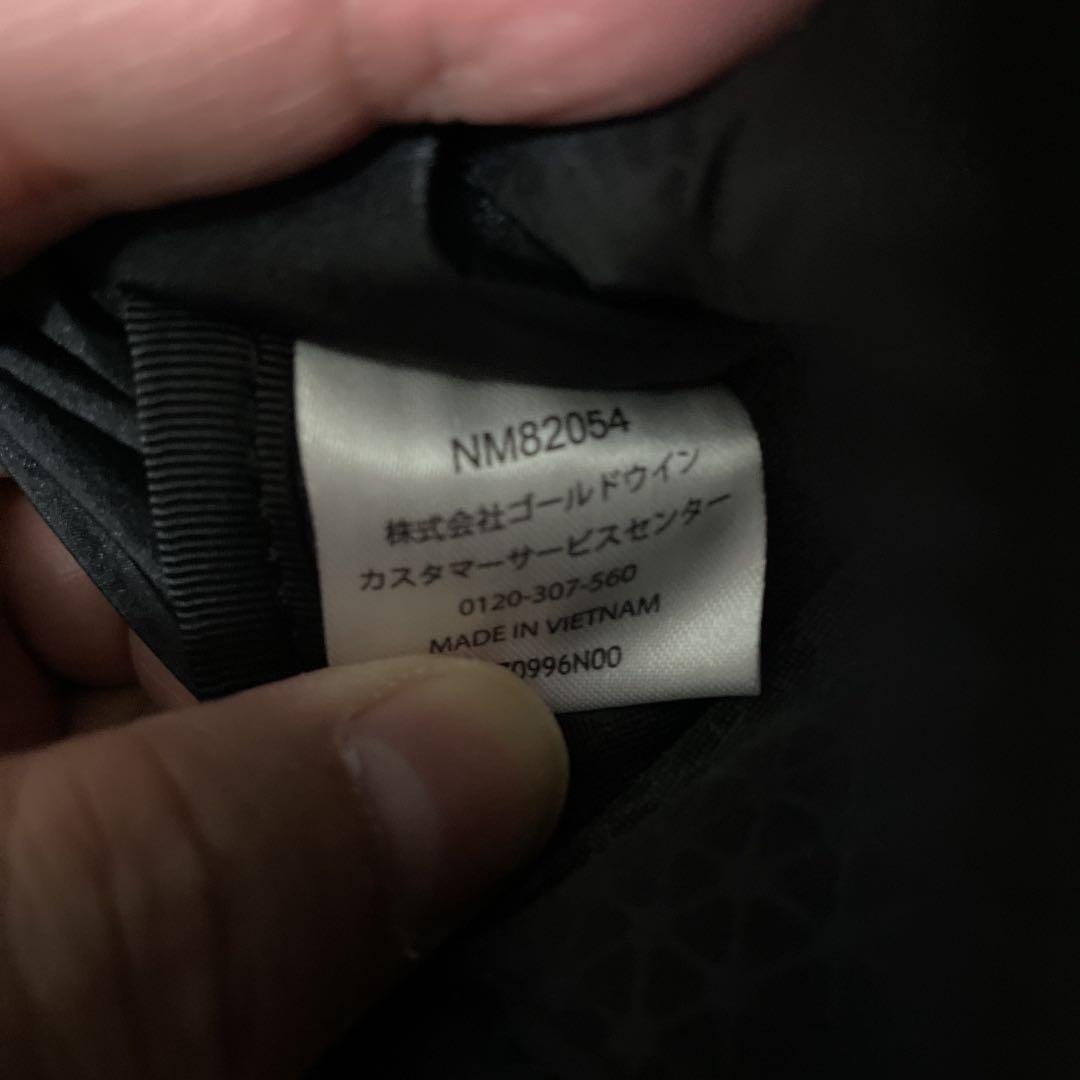 NM82054
株式会社ゴールドウイン
カスタマーサービスセンター
0120-307-560
MADE IN VIETNAM
70996N00